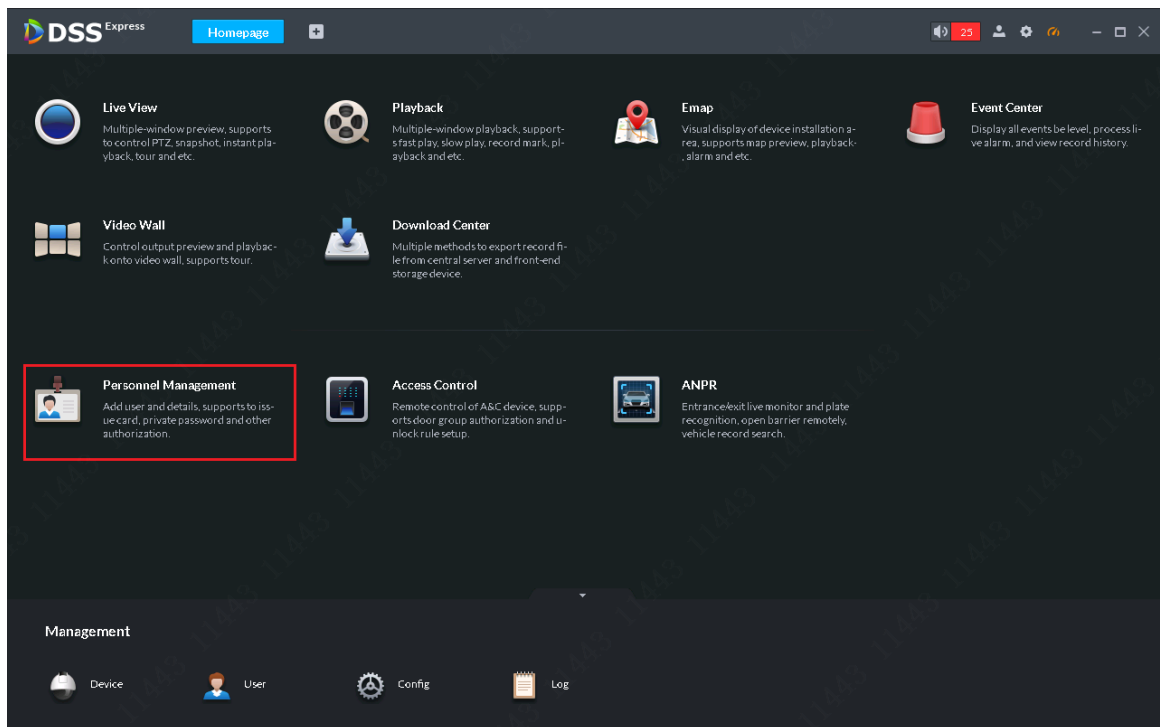 DSS Express
Homepage
25
Live View
Multiple-window preview, supports
to control PTZ, snapshot, instant pla-
yback, tour and etc.
Playback
Multiple-window playback, support-
s fast play, slow play, record mark, pl-
ayback and etc.
Emap
Visual display of device installation a-
rea, supports map preview, playback-
, alarm and etc.
Event Center
Display all events be level, process li-
ve alarm, and view record history.
Video Wall
Control output preview and playbac-
k onto video wall, supports tour.
Download Center
Multiple methods to export record fi-
le from central server and front-end
storage device.
Personnel Management
Add user and details, supports to iss-
ue card, private password and other
authorization.
Access Control
Remote control of A&C device, supp-
orts door group authorization and u-
nlock rule setup.
ANPR
Entrance/exit live monitor and plate
recognition, open barrier remotely,
vehicle record search.
Management
Device
User
Config
Log